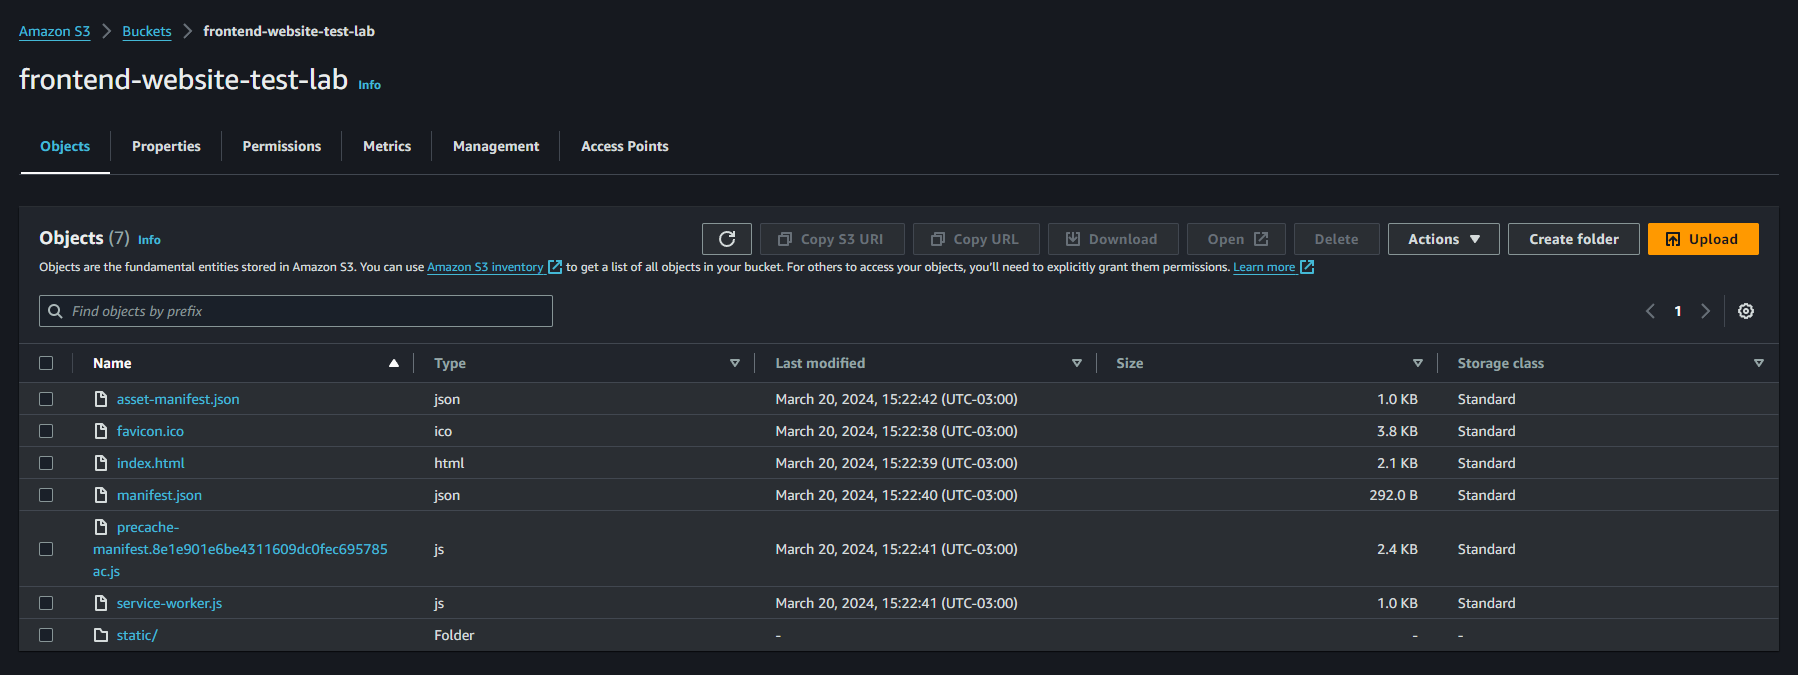 Amazon S3 > Buckets > frontend-website-test-lab
frontend-website-test-lab Info
Objects Properties Permissions Metrics Management Access Points
Objects (7) Info
Copy S3 URI Copy URL Download Open Delete Actions Create folder Upload
Objects are the fundamental entities stored in Amazon S3. You can use Amazon S3 inventory to get a list of all objects in your bucket. For others to access your objects, you'll need to explicitly grant them permissions. Learn more
Find objects by prefix
1
Name Type Last modified Size Storage class
asset-manifest.json json March 20, 2024, 15:22:42 (UTC-03:00) 1.0 KB Standard
favicon.ico ico March 20, 2024, 15:22:38 (UTC-03:00) 3.8 KB Standard
index.html html March 20, 2024, 15:22:39 (UTC-03:00) 2.1 KB Standard
manifest.json json March 20, 2024, 15:22:40 (UTC-03:00) 292.0 B Standard
precache-
manifest.8e1e901e6be4311609dc0fec695785 js March 20, 2024, 15:22:41 (UTC-03:00) 2.4 KB Standard
ac.js
service-worker.js js March 20, 2024, 15:22:41 (UTC-03:00) 1.0 KB Standard
static/ Folder - - -